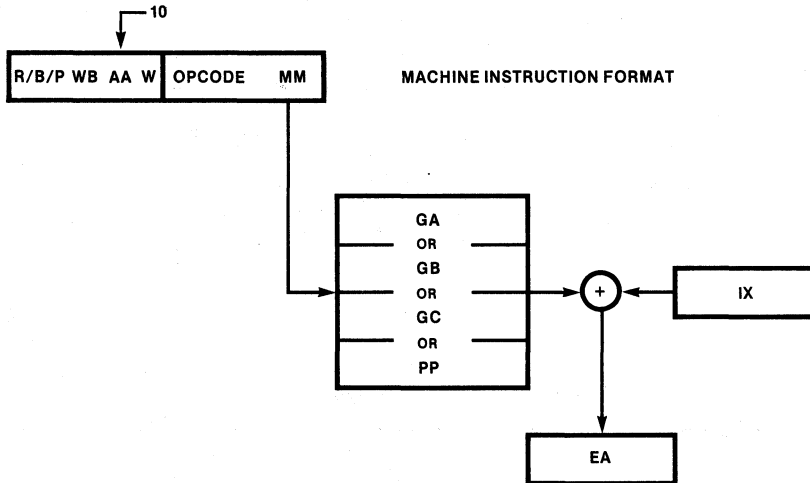 10
R/B/P WB AA W OPCODE MM
MACHINE INSTRUCTION FORMAT
GA
OR
GB
OR
GC
OR
PP
+
IX
EA